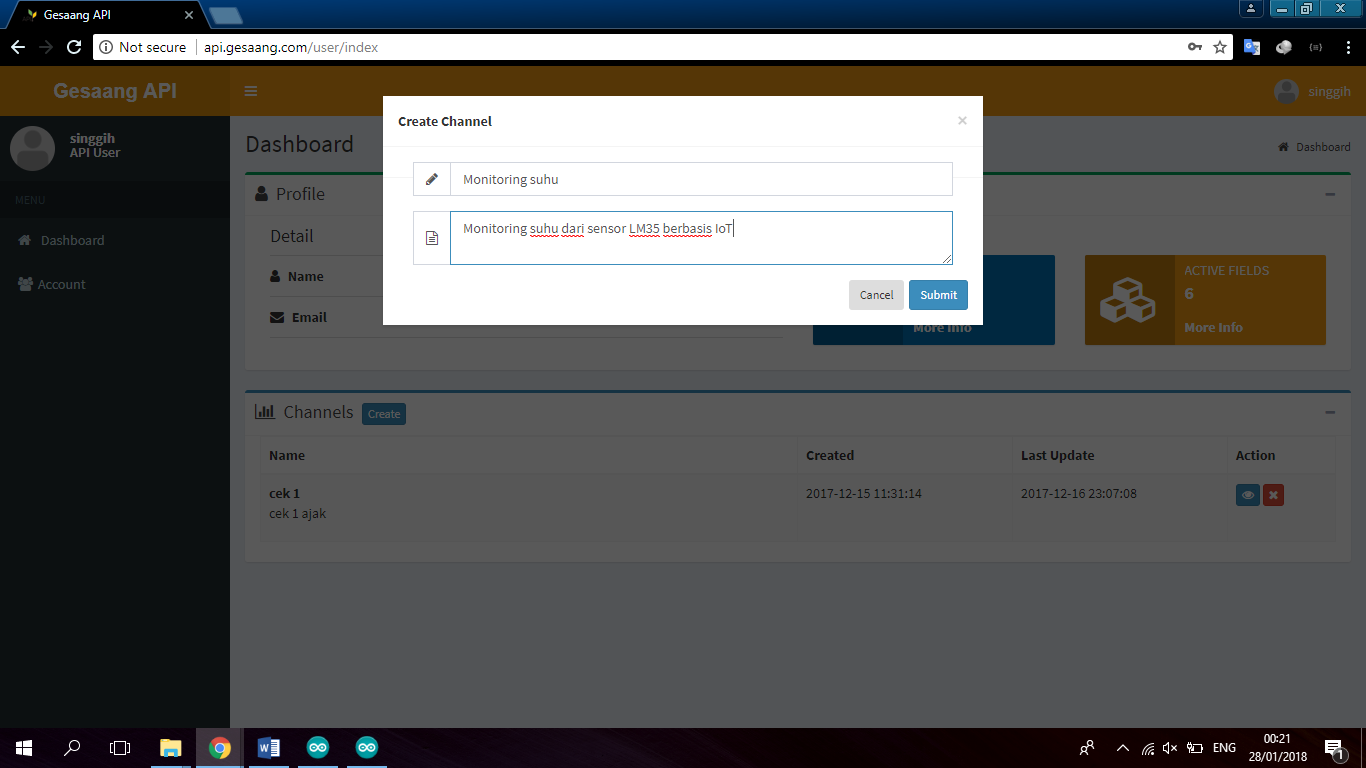 Gesaang API
Not secure api.gesaang.com/user/index
Gesaang API
singgih
singgih
API User
MENU
Dashboard
Account
Dashboard
Dashboard
Profile
Detail
Name
Email
Create Channel
Monitoring suhu
Monitoring suhu dari sensor LM35 berbasis IoT
Cancel Submit
More Info
ACTIVE FIELDS
6
More Info
Channels Create
Name Created Last Update Action
cek 1 2017-12-15 11:31:14 2017-12-16 23:07:08
cek 1 ajak
ENG
00:21
28/01/2018
1